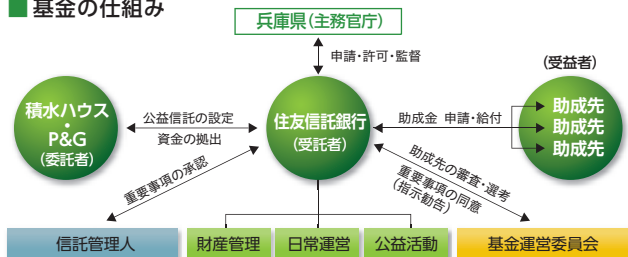 ■基金の仕組み
兵庫県(主務官庁)
申請・許可・監督
(受益者)
積水ハウス
・
P&G
(委託者)
公益信託の設定
資金の拠出
住友信託銀行
(受託者)
助成金 申請・給付
助成先
助成先
助成先
重要事項の承認
助成先の審査・選考
重要事項の同意
(指示勧告)
信託管理人
財産管理
日常運営
公益活動
基金運営委員会